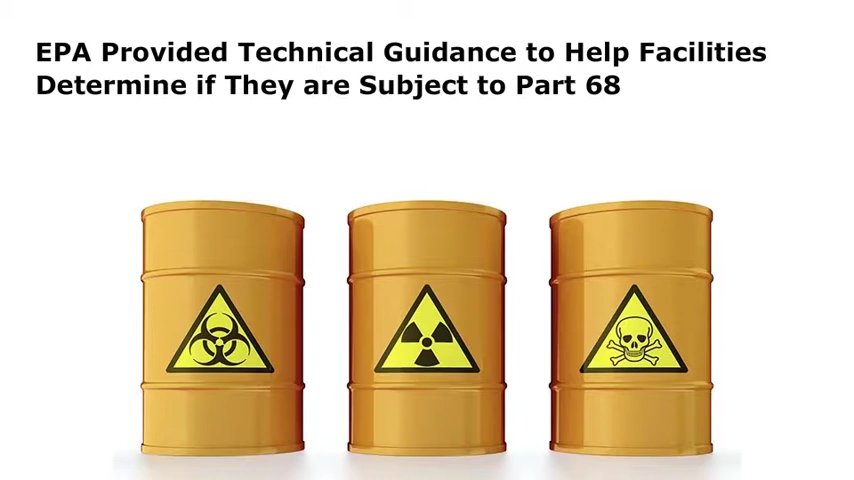 EPA Provided Technical Guidance to Help Facilities
Determine if They are Subject to Part 68